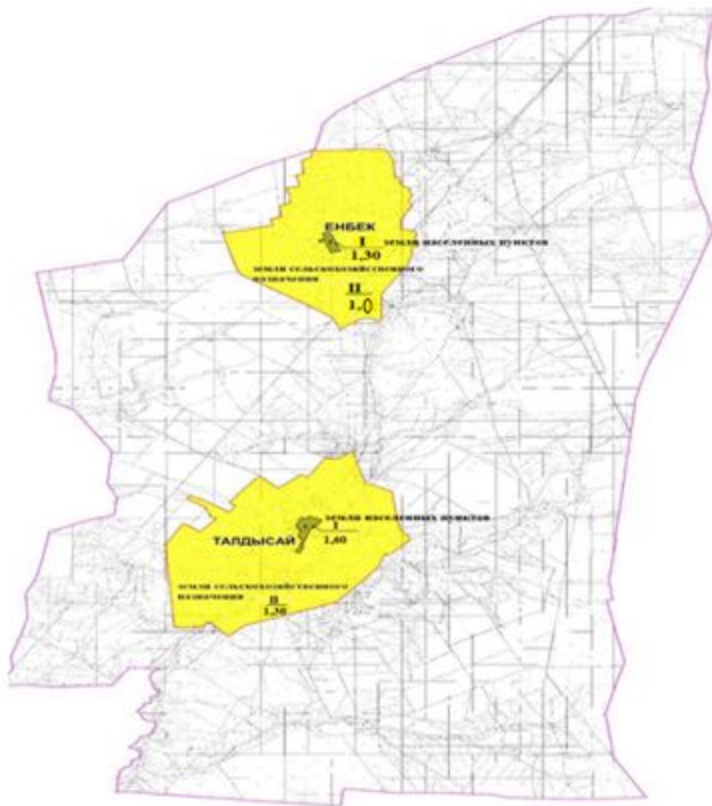 ЕНБЕК
I земли населенных пунктов
1,30
земли сельскохозяйственного
назначения
II
1,0
земли населенных пунктов
ТАЛДЫСАЙ I
1,60
земли сельскохозяйственного
назначения
II
1,30